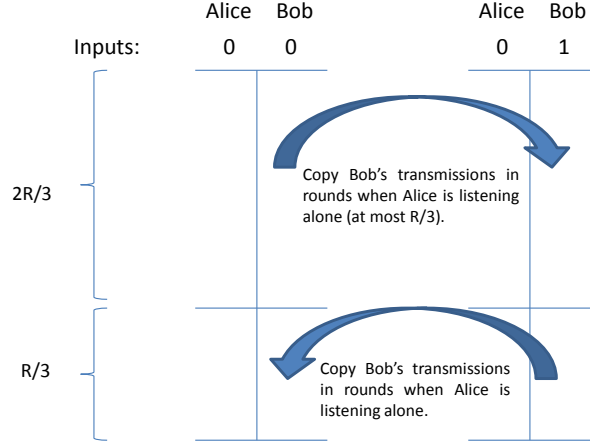 Alice Bob Alice Bob
Inputs: 0 0 0 1
2R/3
Copy Bob's transmissions in
rounds when Alice is listening
alone (at most R/3).
R/3
Copy Bob's transmissions
in rounds when Alice is
listening alone.